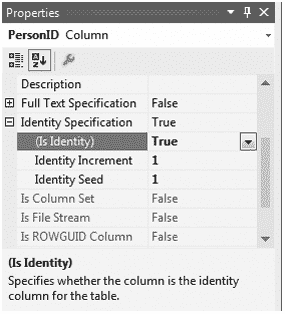 Properties
PersonID Column
Description
Full Text Specification False
Identity Specification True
(Is Identity) True
Identity Increment 1
Identity Seed 1
Is Column Set False
Is File Stream False
Is ROWGUID Column False
(Is Identity)
Specifies whether the column is the identity
column for the table.